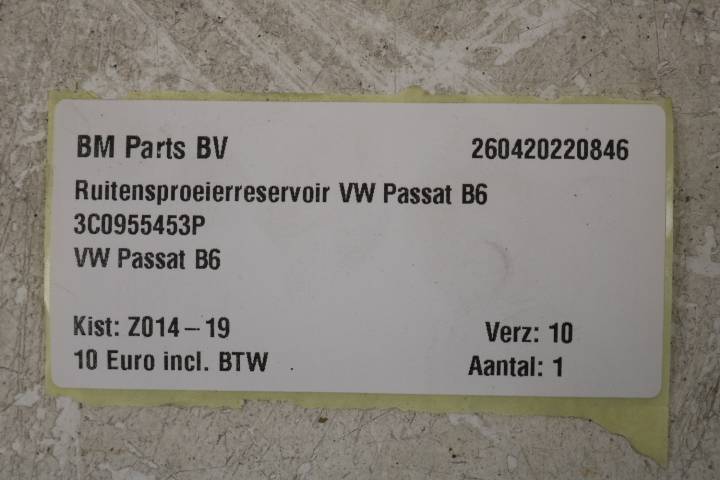 BM Parts BV 260420220846
Ruitensproeierreservoir VW Passat B6
3C0955453P
VW Passat B6
Kist: Z014-19 Verz: 10
10 Euro incl. BTW Aantal: 1